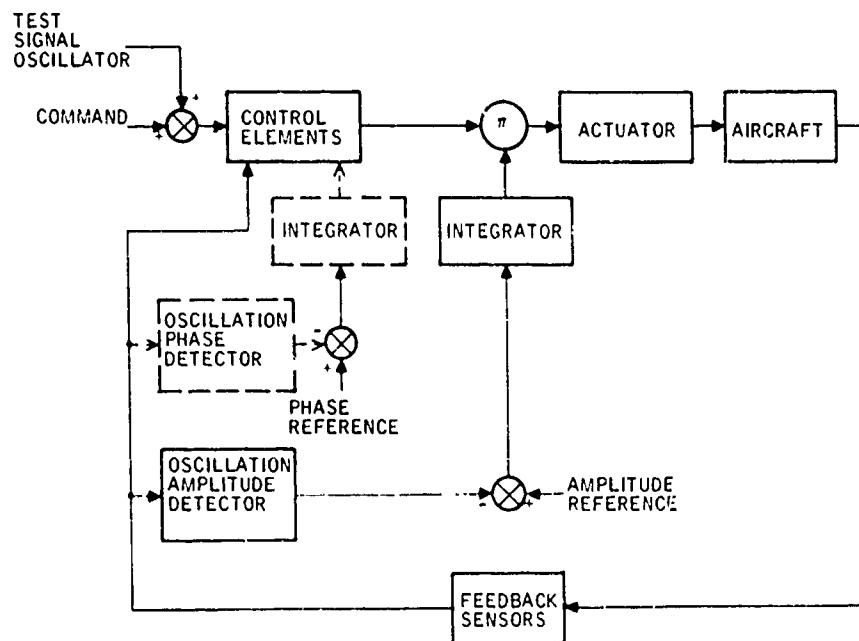 TEST
SIGNAL
OSCILLATOR
+
COMMAND
+
CONTROL
ELEMENTS
π
ACTUATOR
AIRCRAFT
INTEGRATOR
INTEGRATOR
OSCILLATION
PHASE
DETECTOR
-
+
PHASE
REFERENCE
OSCILLATION
AMPLITUDE
DETECTOR
-
+
AMPLITUDE
REFERENCE
FEEDBACK
SENSORS